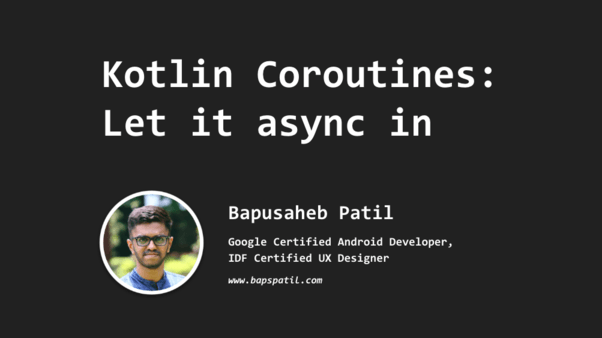 Kotlin Coroutines:
Let it async in
Bapusaheb Patil
Google Certified Android Developer,
IDF Certified UX Designer
www.bapspatil.com